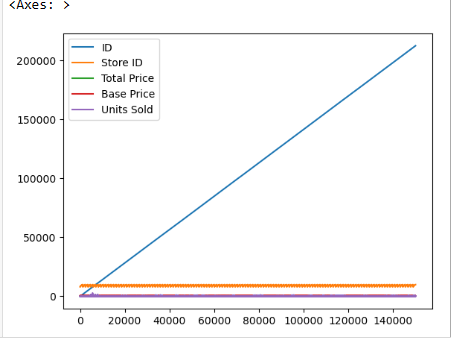 <Axes: >
ID
Store ID
Total Price
Base Price
Units Sold
200000
150000
100000
50000
0
0 20000 40000 60000 80000 100000 120000 140000